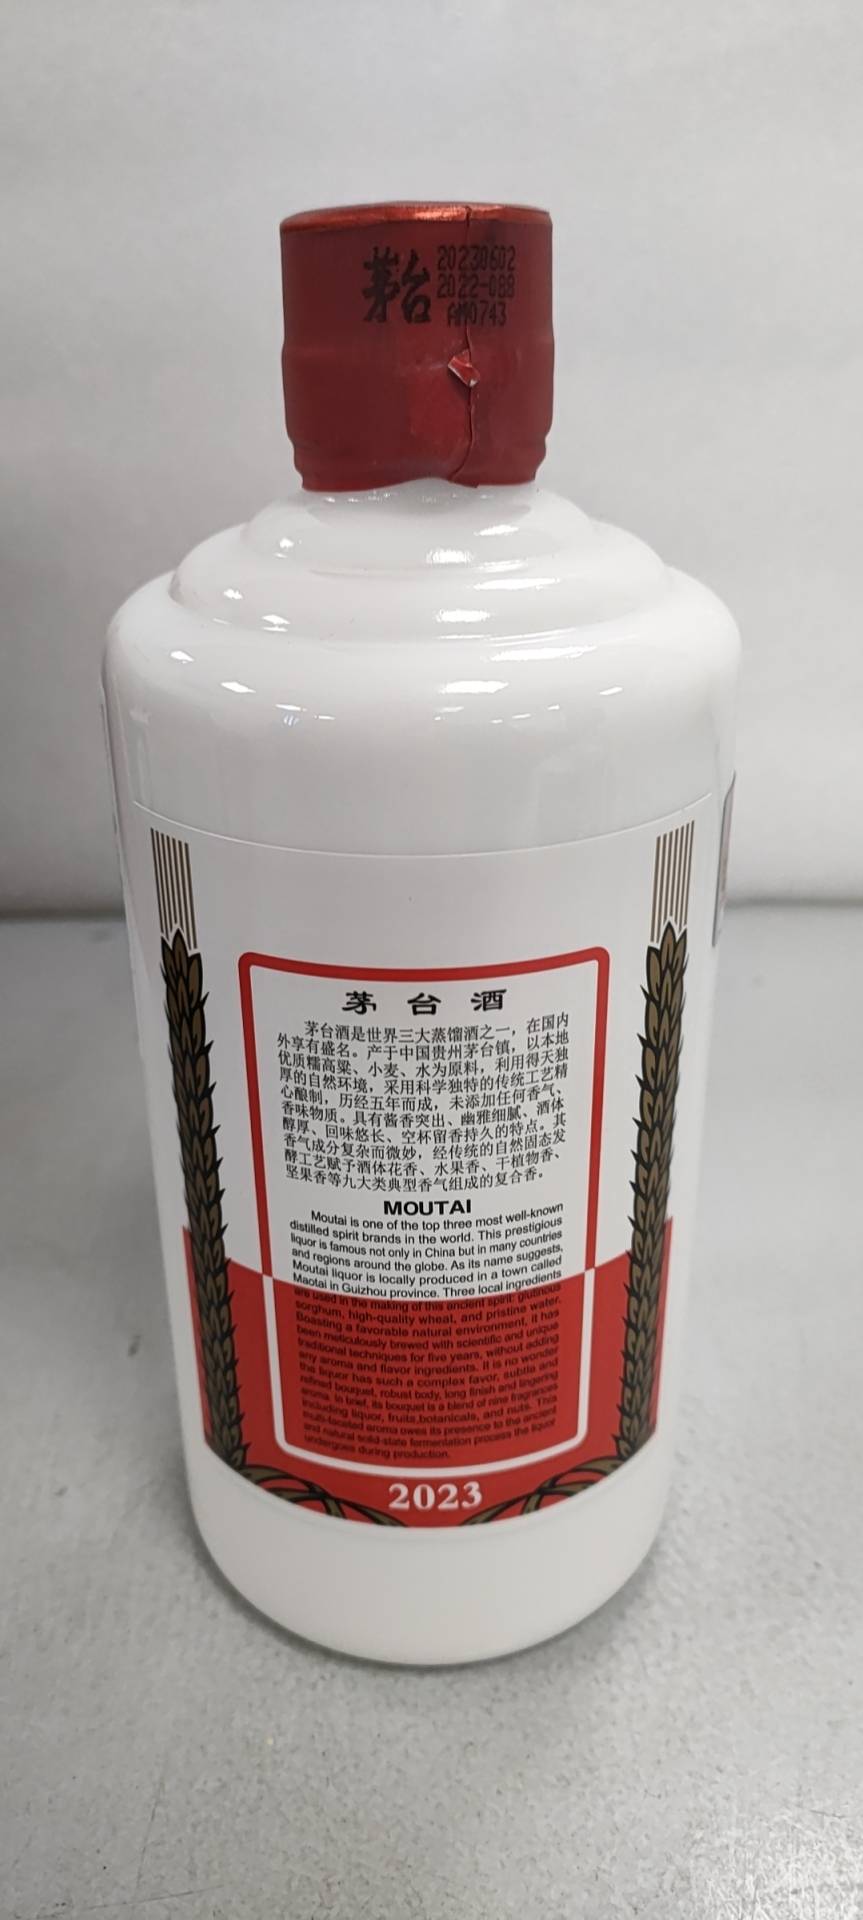 茅台
20230602
2022-088
AM0743
茅台酒
茅台酒是世界三大蒸馏酒之一，在国内
外享有盛名。产于中国贵州茅台镇，以本地
优质糯高粱、小麦、水为原料，利用得天独
厚的自然环境，采用科学独特的传统工艺精
心酿制，历经五年而成，未添加任何香气、
香味物质。具有酱香突出、幽雅细腻、酒体
醇厚、回味悠长、空杯留香持久的特点。其
香气成分复杂而微妙，经传统的自然固态发
酵工艺赋予酒体花香、水果香、干植物香、
坚果香等九大类典型香气组成的复合香。
MOUTAI
Moutai is one of the top three most well-known
distilled spirit brands in the world. This prestigious
liquor is famous not only in China but in many countries
and regions around the globe. As its name suggests,
Moutai liquor is locally produced in a town called
Maotai in Guizhou province. Three local ingredients
are used in the making of this ancient spirit: glutinous
sorghum, high-quality wheat, and pristine water.
Boasting a favorable natural environment, it has
been meticulously brewed with scientific and unique
traditional techniques for five years, without adding
any aroma and flavor ingredients. It is no wonder
the liquor has such a complex favor, subtle and
refined bouquet, robust body, long finish and lingering
aroma. In brief, its bouquet is a blend of nine fragrances
including liquor, fruits,botanicals, and nuts. This
multi-faceted aroma owes its presence to the ancient
and natural solid-state fermentation process the liquor
undergoes during production.
2023